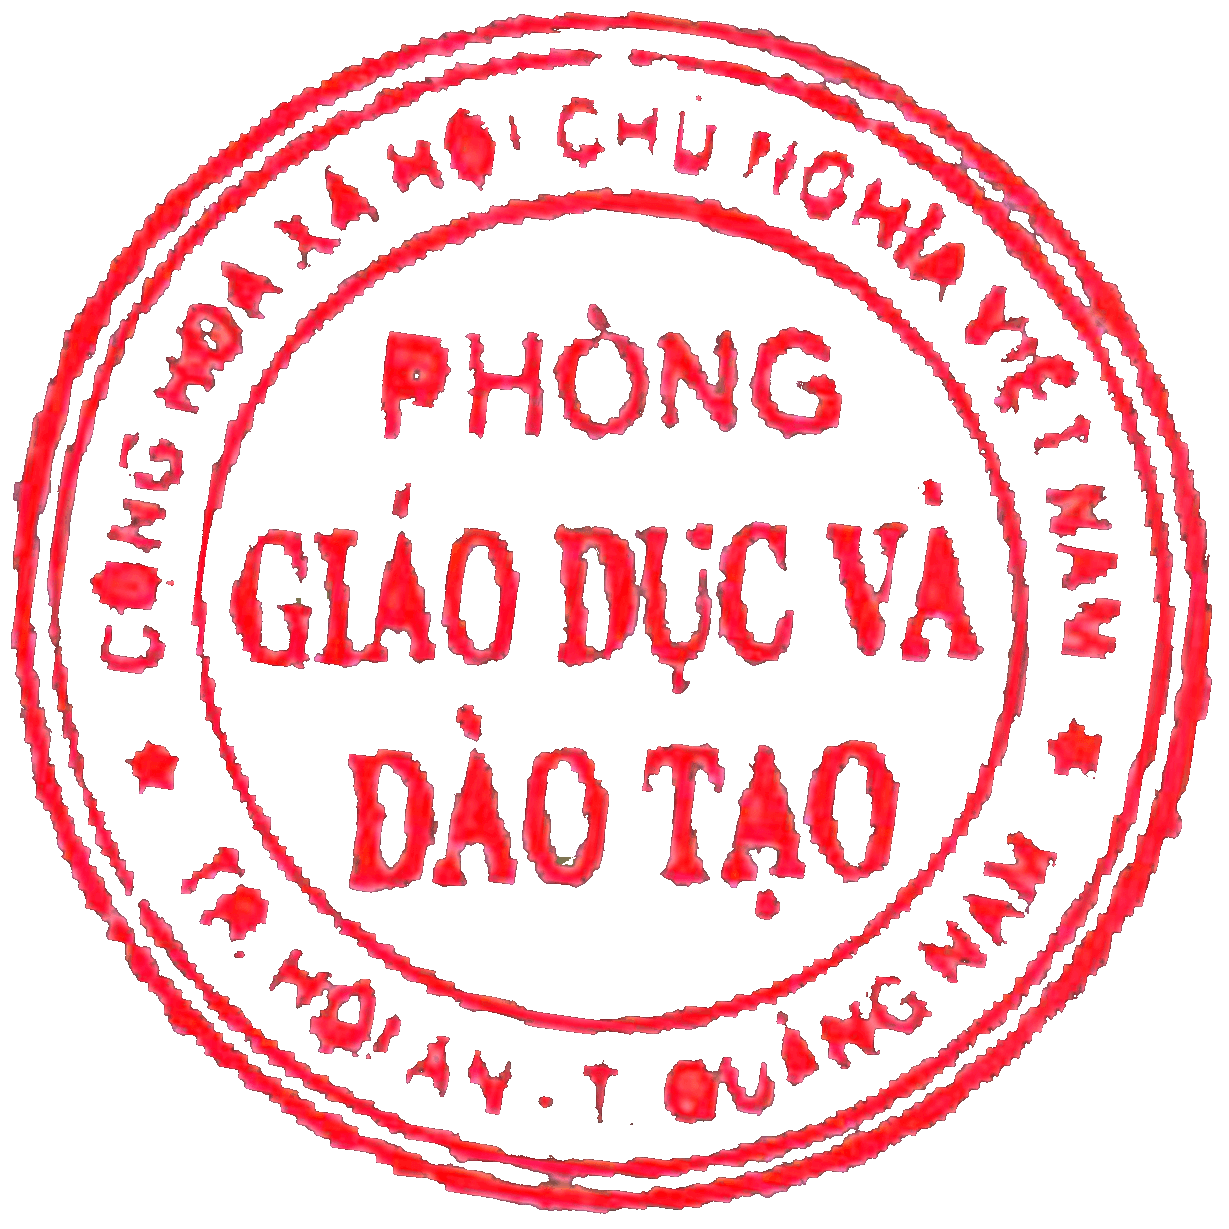 CỘNG HÒA XÃ HỘI CHỦ NGHĨA VIỆT NAM
PHÒNG
GIÁO DỤC VÀ
ĐÀO TẠO
TP. HỘI AN - T QUẢNG NAM